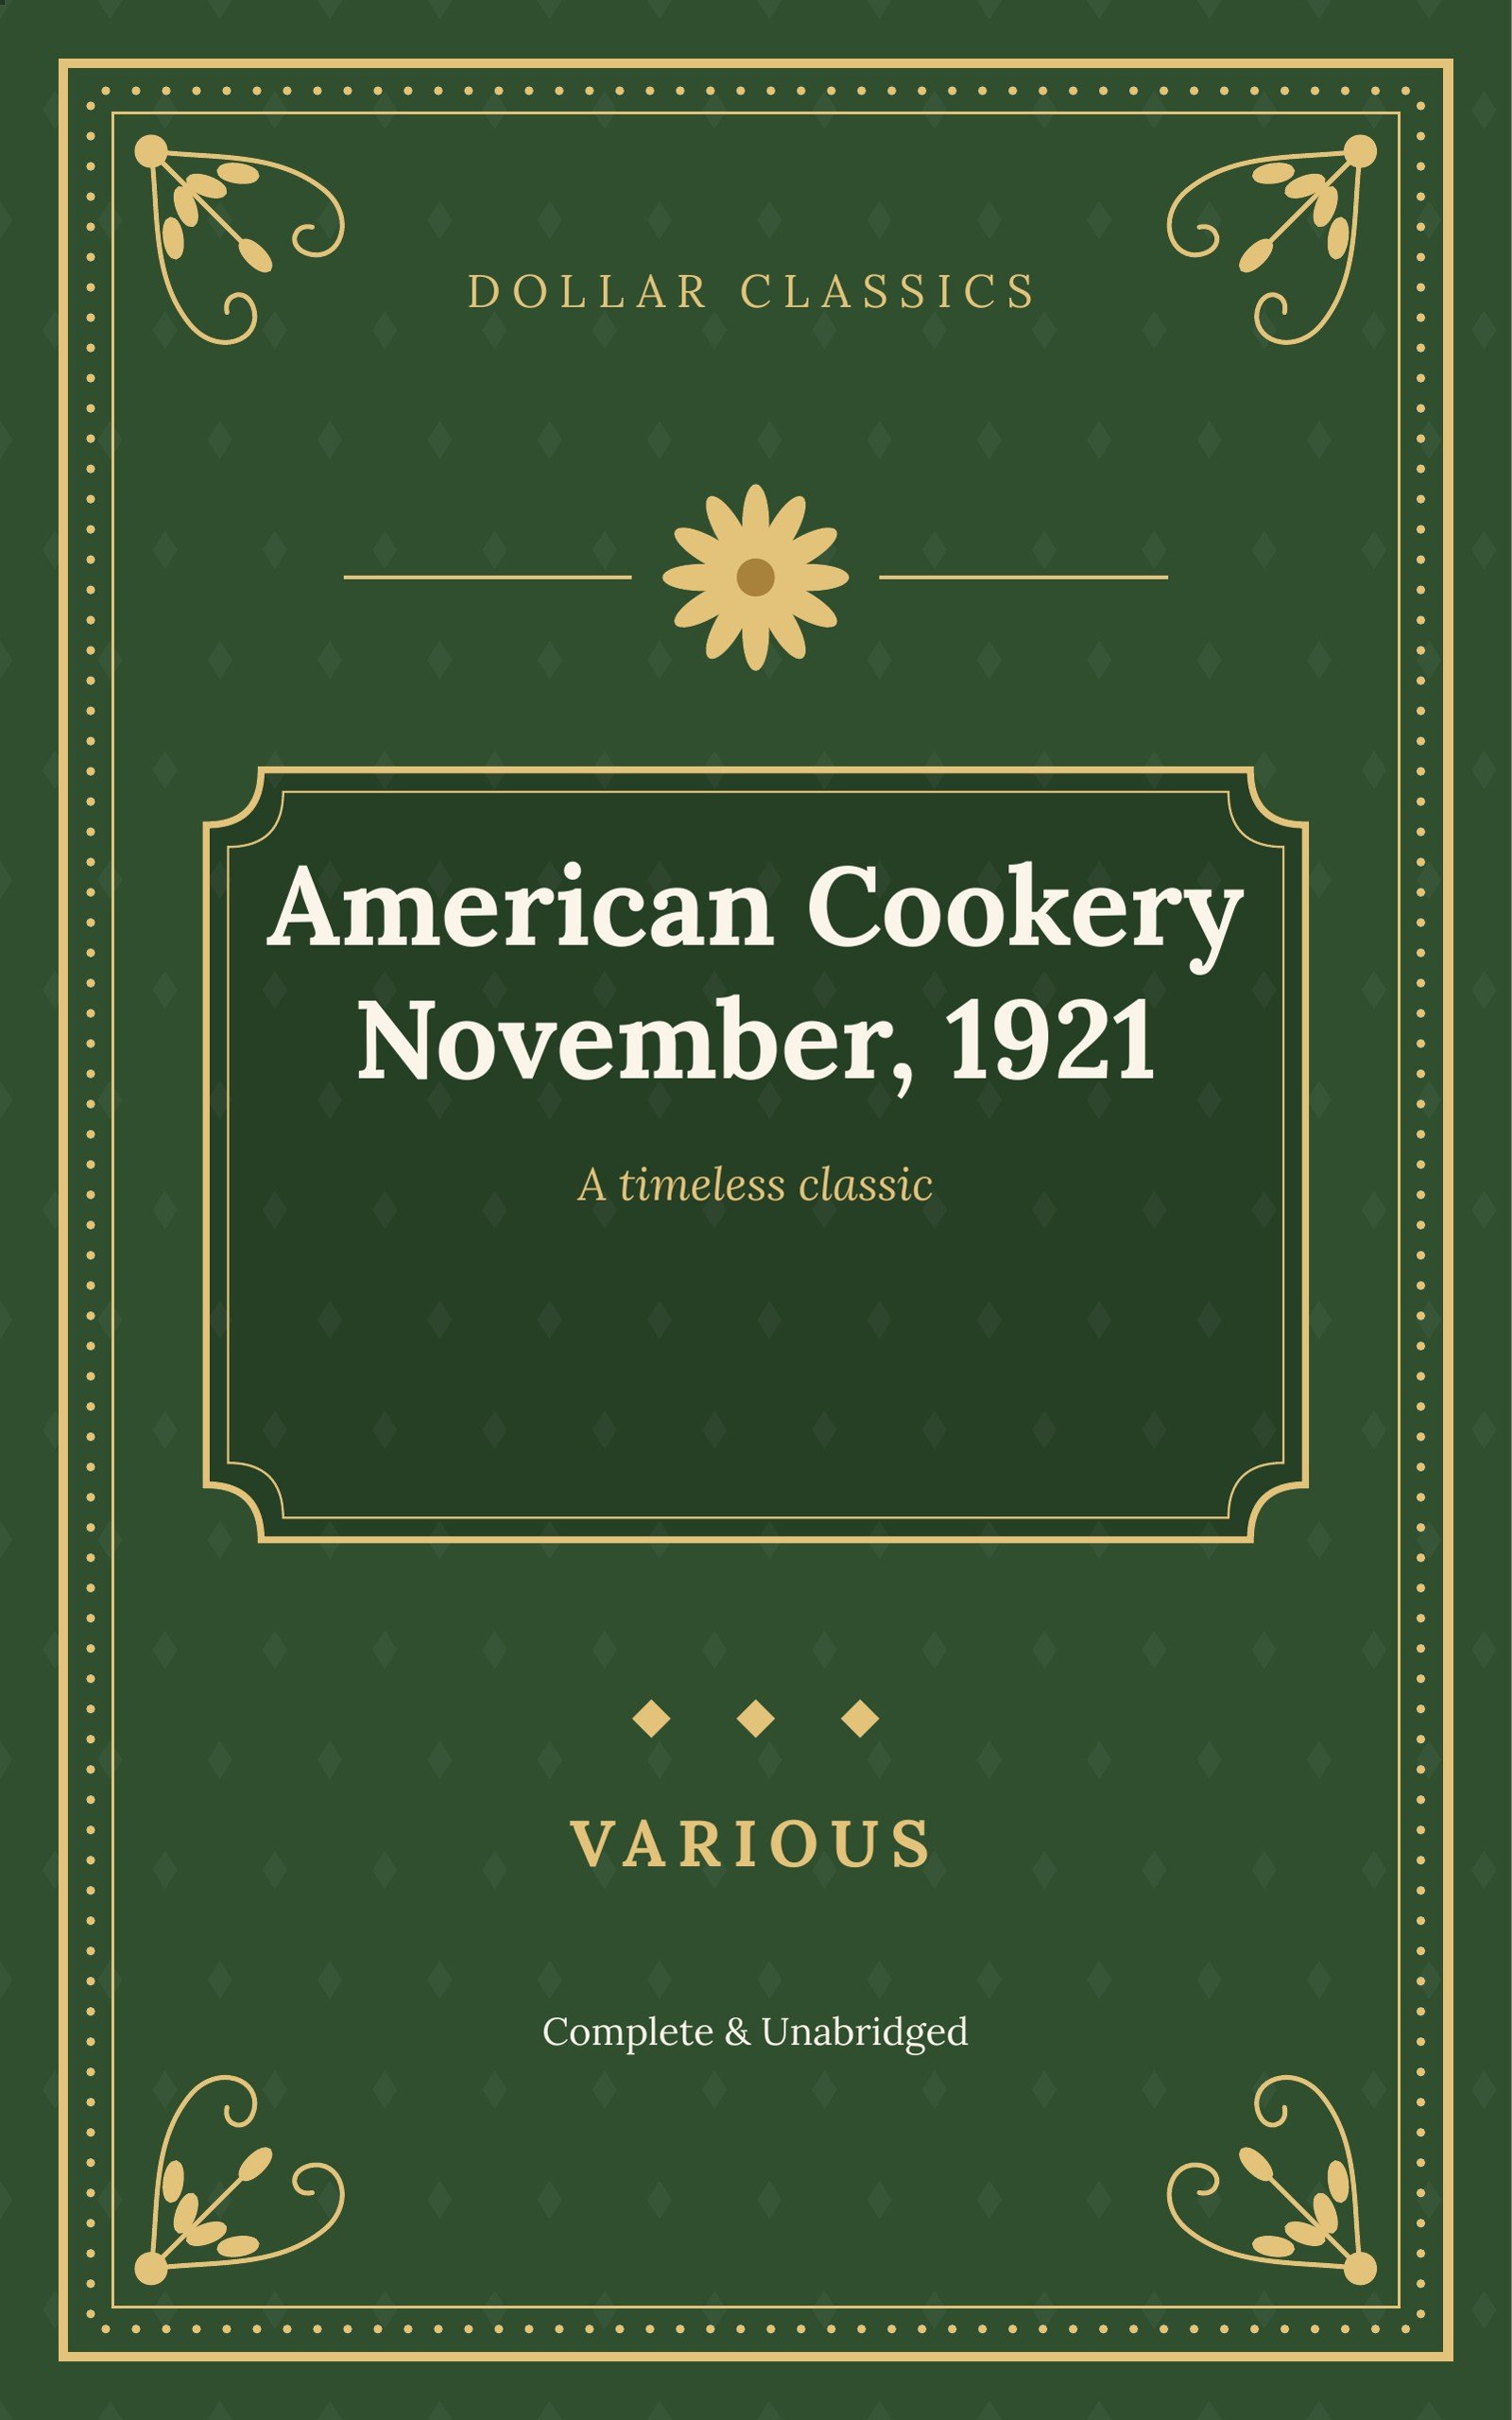 DOLLAR CLASSICS
American Cookery
November, 1921
A timeless classic
VARIOUS
Complete & Unabridged